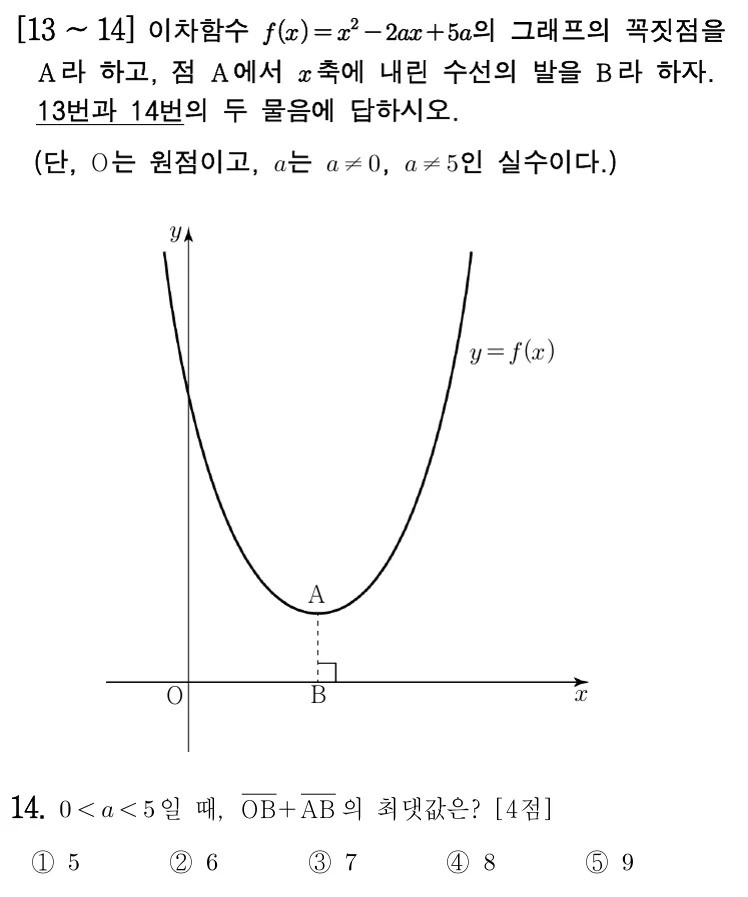 [13 ~ 14] 이차함수 f(x)=x²-2ax+5a의 그래프의 꼭짓점을
A라 하고, 점 A에서 x축에 내린 수선의 발을 B라 하자.
13번과 14번의 두 물음에 답하시오.
(단, O는 원점이고, a는 a≠0, a≠5인 실수이다.)
y
y=f(x)
A
O
B
x
14. 0<a<5일 때, \overline{OB}+\overline{AB}의 최댓값은? [4점]
① 5 ② 6 ③ 7 ④ 8 ⑤ 9